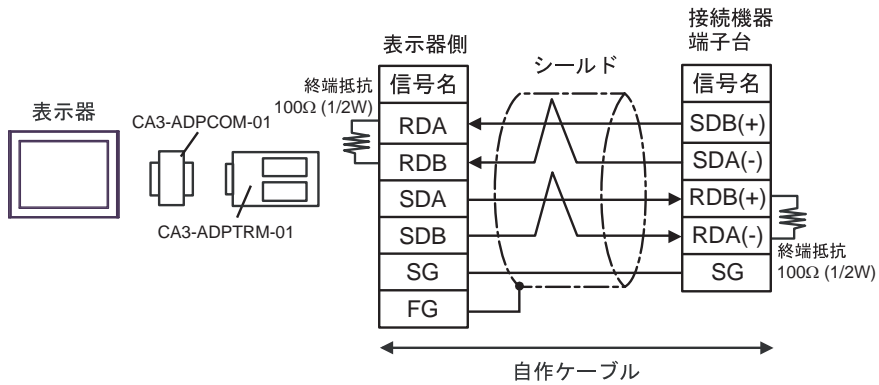 表示器
CA3-ADPCOM-01
CA3-ADPTRM-01
表示器側
終端抵抗
100Ω (1/2W)
信号名
RDA
RDB
SDA
SDB
SG
FG
シールド
接続機器
端子台
信号名
SDB(+)
SDA(-)
RDB(+)
RDA(-)
SG
終端抵抗
100Ω (1/2W)
自作ケーブル